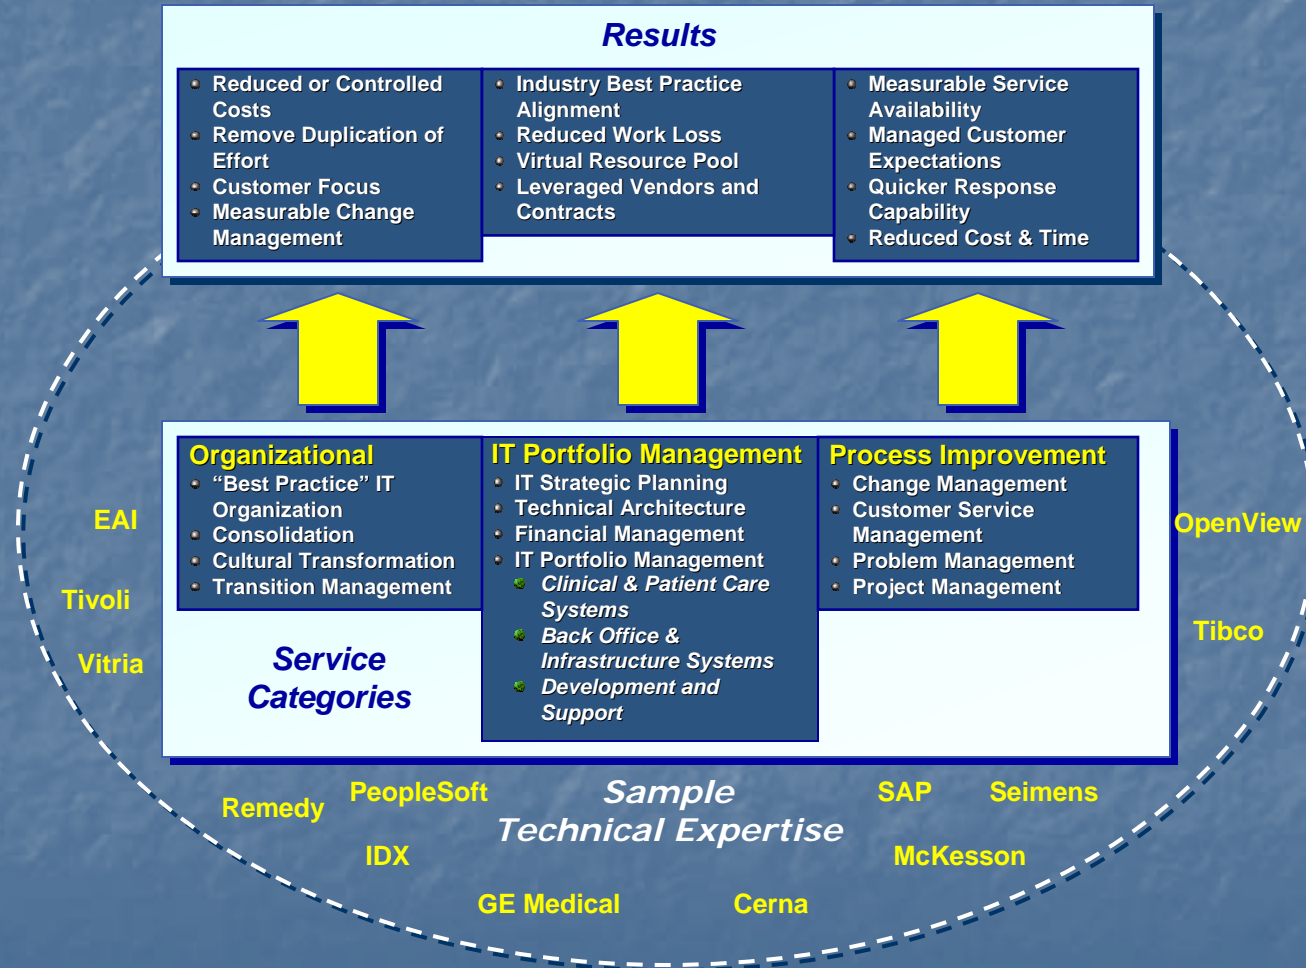 Results
Reduced or Controlled
Costs
Remove Duplication of
Effort
Customer Focus
Measurable Change
Management
Industry Best Practice
Alignment
Reduced Work Loss
Virtual Resource Pool
Leveraged Vendors and
Contracts
Measurable Service
Availability
Managed Customer
Expectations
Quicker Response
Capability
Reduced Cost & Time
Organizational
“Best Practice” IT
Organization
Consolidation
Cultural Transformation
Transition Management
IT Portfolio Management
IT Strategic Planning
Technical Architecture
Financial Management
IT Portfolio Management
Clinical & Patient Care
Systems
Back Office &
Infrastructure Systems
Development and
Support
Process Improvement
Change Management
Customer Service
Management
Problem Management
Project Management
Service
Categories
EAI
Tivoli
Vitria
OpenView
Tibco
Remedy
PeopleSoft
IDX
GE Medical
Sample
Technical Expertise
Cerna
SAP
Seimens
McKesson